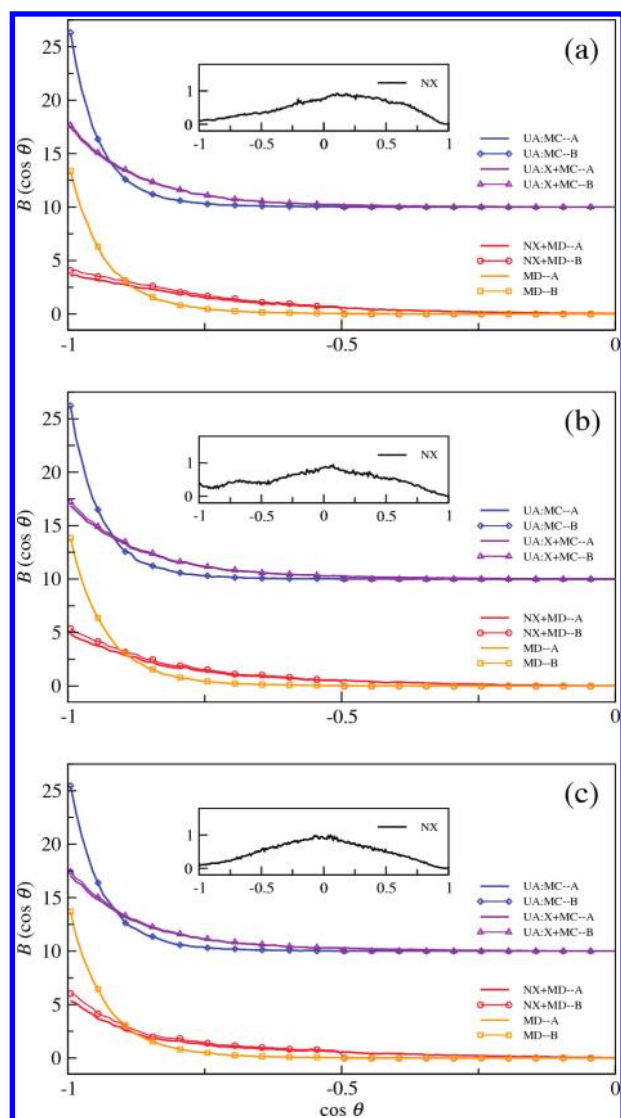 (a)
25
20
15
10
5
0
B (cos θ)
1
0
NX
-1
-0.5
0
0.5
1
UA:MC--A
UA:MC--B
UA:X+MC--A
UA:X+MC--B
NX+MD--A
NX+MD--B
MD--A
MD--B
-1
-0.5
0
(b)
25
20
15
10
5
0
B (cos θ)
1
0
NX
-1
-0.5
0
0.5
1
UA:MC--A
UA:MC--B
UA:X+MC--A
UA:X+MC--B
NX+MD--A
NX+MD--B
MD--A
MD--B
-1
-0.5
0
(c)
25
20
15
10
5
0
B (cos θ)
1
0
NX
-1
-0.5
0
0.5
1
UA:MC--A
UA:MC--B
UA:X+MC--A
UA:X+MC--B
NX+MD--A
NX+MD--B
MD--A
MD--B
-1
-0.5
0
cos θ